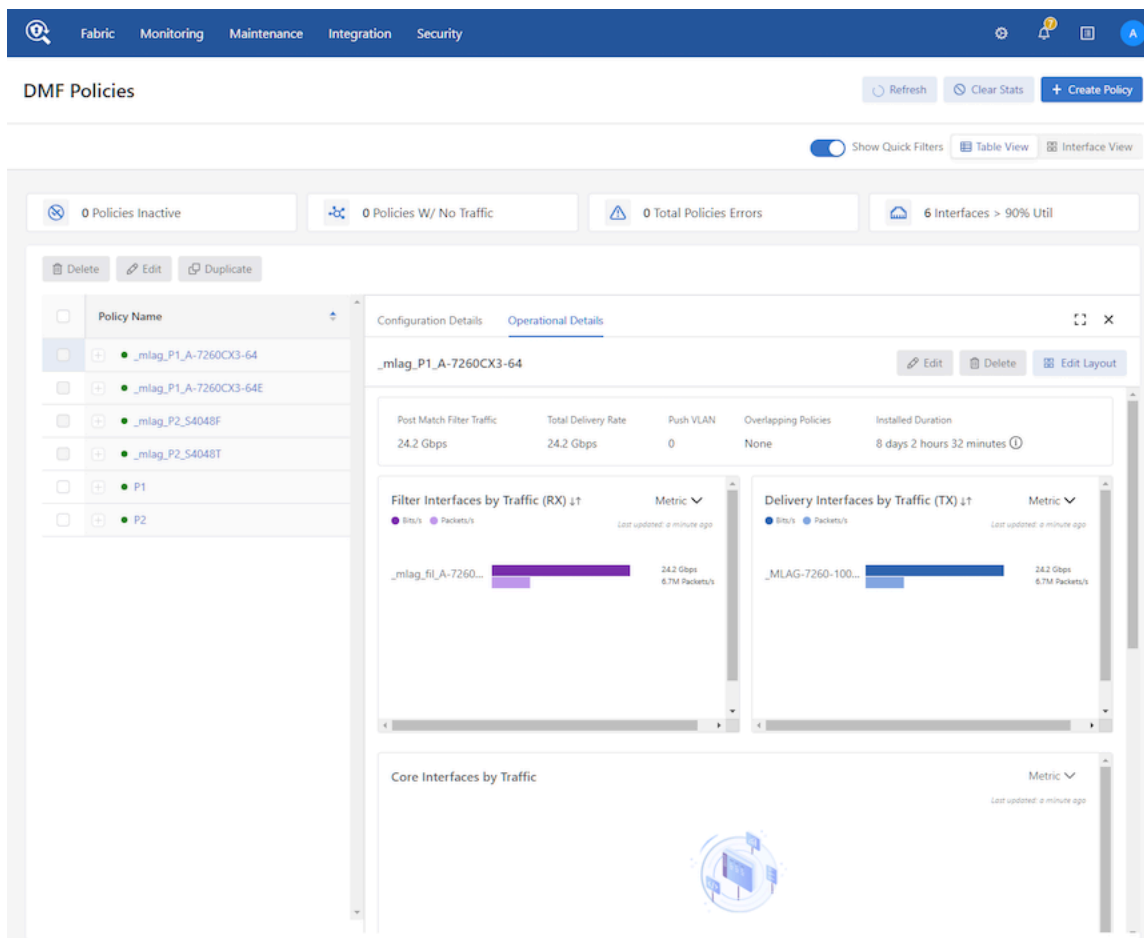 Fabric Monitoring Maintenance Integration Security 7 A
DMF Policies Refresh Clear Stats + Create Policy
Show Quick Filters Table View Interface View
0 Policies Inactive 0 Policies W/ No Traffic 0 Total Policies Errors 6 Interfaces > 90% Util
Delete Edit Duplicate
Policy Name
_mlag_P1_A-7260CX3-64
_mlag_P1_A-7260CX3-64E
_mlag_P2_S4048F
_mlag_P2_S4048T
P1
P2
Configuration Details Operational Details
_mlag_P1_A-7260CX3-64 Edit Delete Edit Layout
Post Match Filter Traffic Total Delivery Rate Push VLAN Overlapping Policies Installed Duration
24.2 Gbps 24.2 Gbps 0 None 8 days 2 hours 32 minutes
Filter Interfaces by Traffic (RX) Metric
Bits/s Packets/s Last updated: a minute ago
_mlag_fil_A-7260... 24.2 Gbps
6.7M Packets/s
Delivery Interfaces by Traffic (TX) Metric
Bits/s Packets/s Last updated: a minute ago
_MLAG-7260-100... 24.2 Gbps
6.7M Packets/s
Core Interfaces by Traffic Metric
Last updated: a minute ago